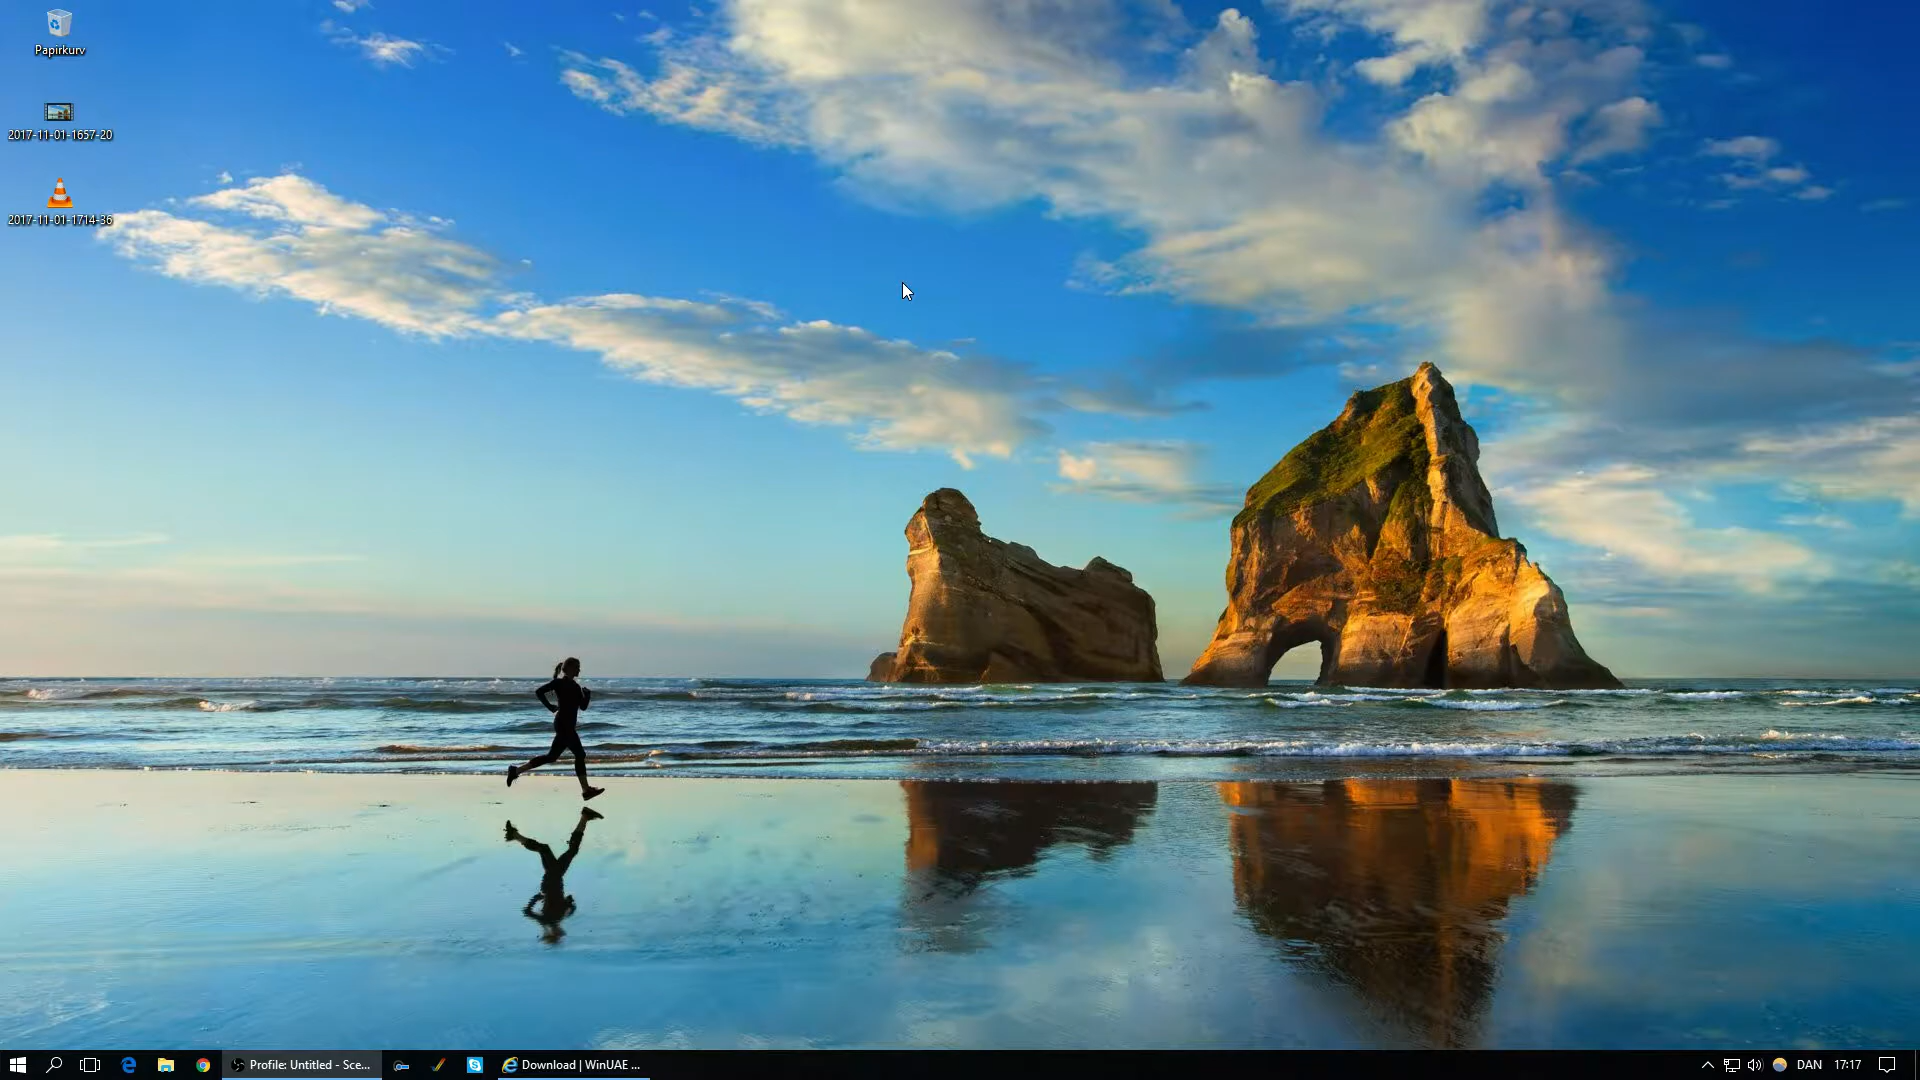 Papirkurv
2017-11-01-1657-20
2017-11-01-1714-36
Profile: Untitled - Sce...
Download | WinUAE ...
DAN
17:17